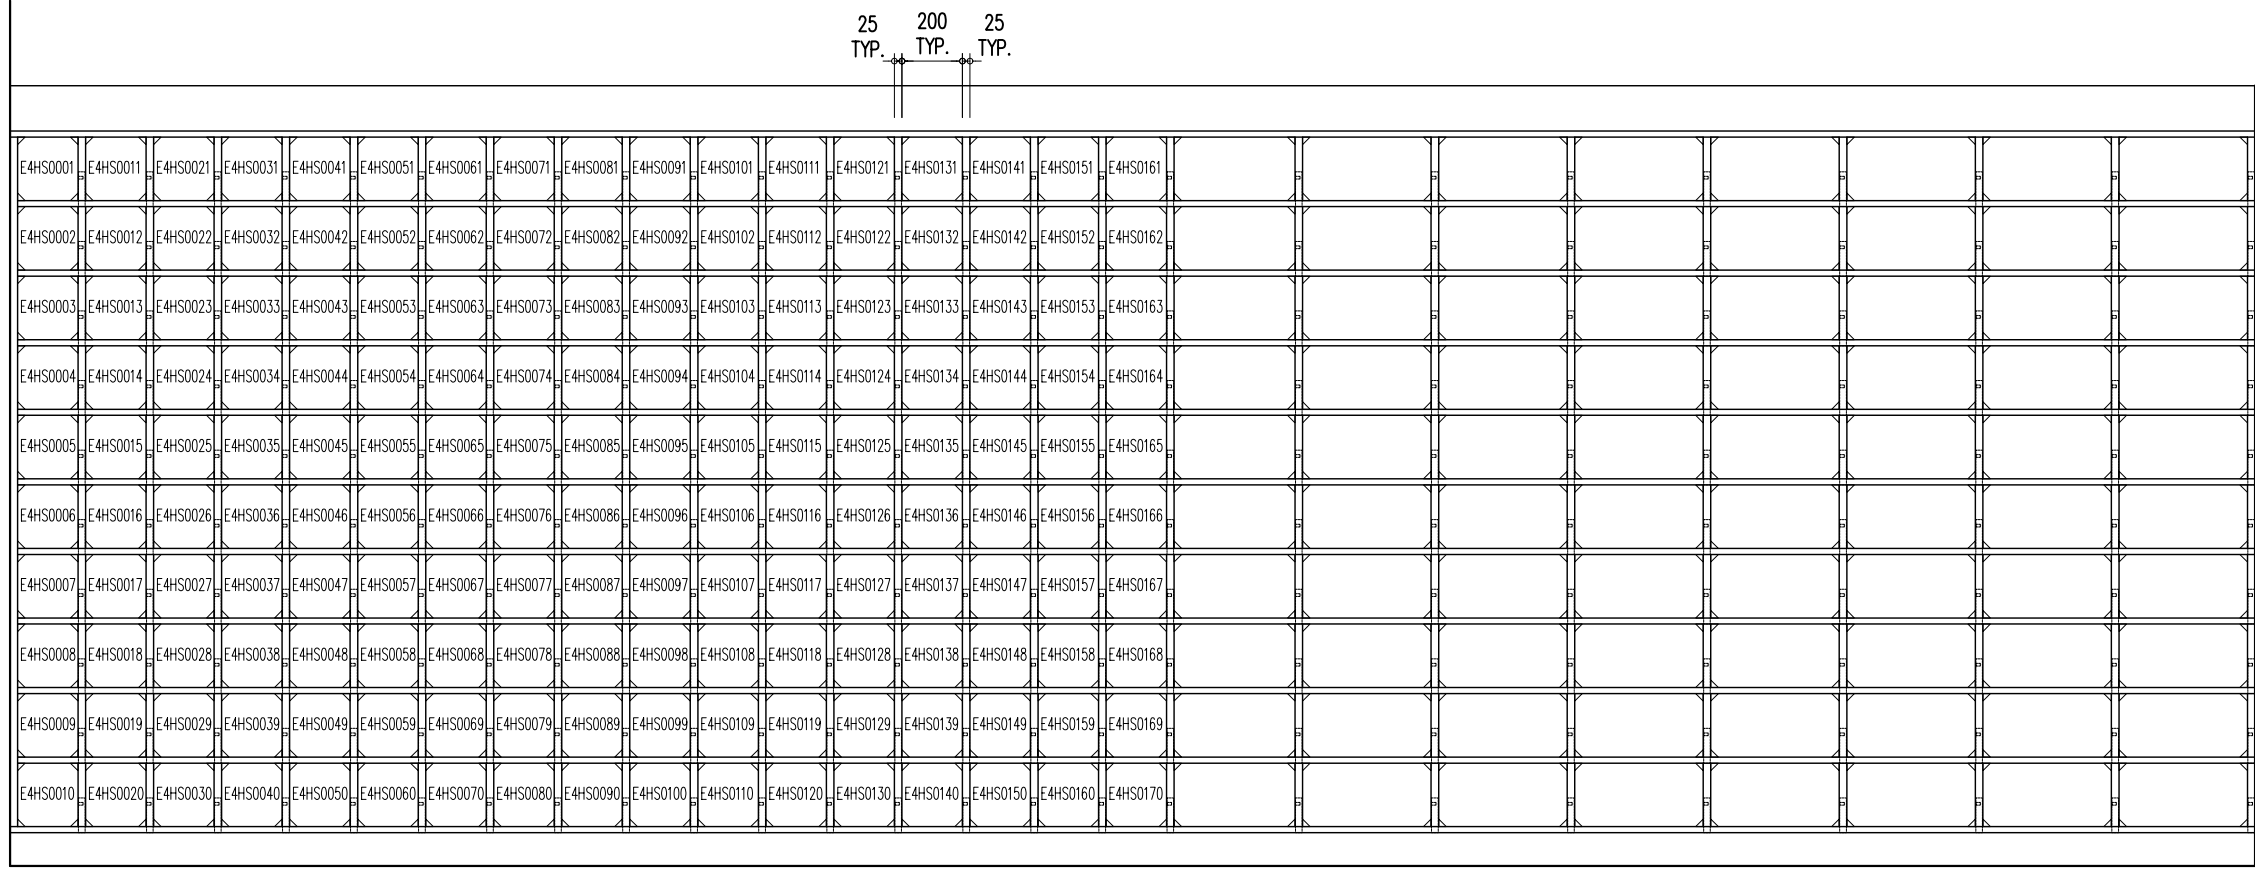 25 200 25
TYP. TYP. TYP.
E4HS0001 E4HS0011 E4HS0021 E4HS0031 E4HS0041 E4HS0051 E4HS0061 E4HS0071 E4HS0081 E4HS0091 E4HS0101 E4HS0111 E4HS0121 E4HS0131 E4HS0141 E4HS0151 E4HS0161
E4HS0002 E4HS0012 E4HS0022 E4HS0032 E4HS0042 E4HS0052 E4HS0062 E4HS0072 E4HS0082 E4HS0092 E4HS0102 E4HS0112 E4HS0122 E4HS0132 E4HS0142 E4HS0152 E4HS0162
E4HS0003 E4HS0013 E4HS0023 E4HS0033 E4HS0043 E4HS0053 E4HS0063 E4HS0073 E4HS0083 E4HS0093 E4HS0103 E4HS0113 E4HS0123 E4HS0133 E4HS0143 E4HS0153 E4HS0163
E4HS0004 E4HS0014 E4HS0024 E4HS0034 E4HS0044 E4HS0054 E4HS0064 E4HS0074 E4HS0084 E4HS0094 E4HS0104 E4HS0114 E4HS0124 E4HS0134 E4HS0144 E4HS0154 E4HS0164
E4HS0005 E4HS0015 E4HS0025 E4HS0035 E4HS0045 E4HS0055 E4HS0065 E4HS0075 E4HS0085 E4HS0095 E4HS0105 E4HS0115 E4HS0125 E4HS0135 E4HS0145 E4HS0155 E4HS0165
E4HS0006 E4HS0016 E4HS0026 E4HS0036 E4HS0046 E4HS0056 E4HS0066 E4HS0076 E4HS0086 E4HS0096 E4HS0106 E4HS0116 E4HS0126 E4HS0136 E4HS0146 E4HS0156 E4HS0166
E4HS0007 E4HS0017 E4HS0027 E4HS0037 E4HS0047 E4HS0057 E4HS0067 E4HS0077 E4HS0087 E4HS0097 E4HS0107 E4HS0117 E4HS0127 E4HS0137 E4HS0147 E4HS0157 E4HS0167
E4HS0008 E4HS0018 E4HS0028 E4HS0038 E4HS0048 E4HS0058 E4HS0068 E4HS0078 E4HS0088 E4HS0098 E4HS0108 E4HS0118 E4HS0128 E4HS0138 E4HS0148 E4HS0158 E4HS0168
E4HS0009 E4HS0019 E4HS0029 E4HS0039 E4HS0049 E4HS0059 E4HS0069 E4HS0079 E4HS0089 E4HS0099 E4HS0109 E4HS0119 E4HS0129 E4HS0139 E4HS0149 E4HS0159 E4HS0169
E4HS0010 E4HS0020 E4HS0030 E4HS0040 E4HS0050 E4HS0060 E4HS0070 E4HS0080 E4HS0090 E4HS0100 E4HS0110 E4HS0120 E4HS0130 E4HS0140 E4HS0150 E4HS0160 E4HS0170